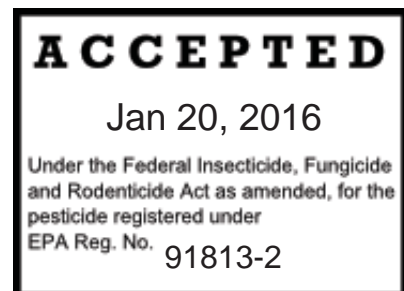 ACCEPTED
Jan 20, 2016
Under the Federal Insecticide, Fungicide
and Rodenticide Act as amended, for the
pesticide registered under
EPA Reg. No. 91813-2